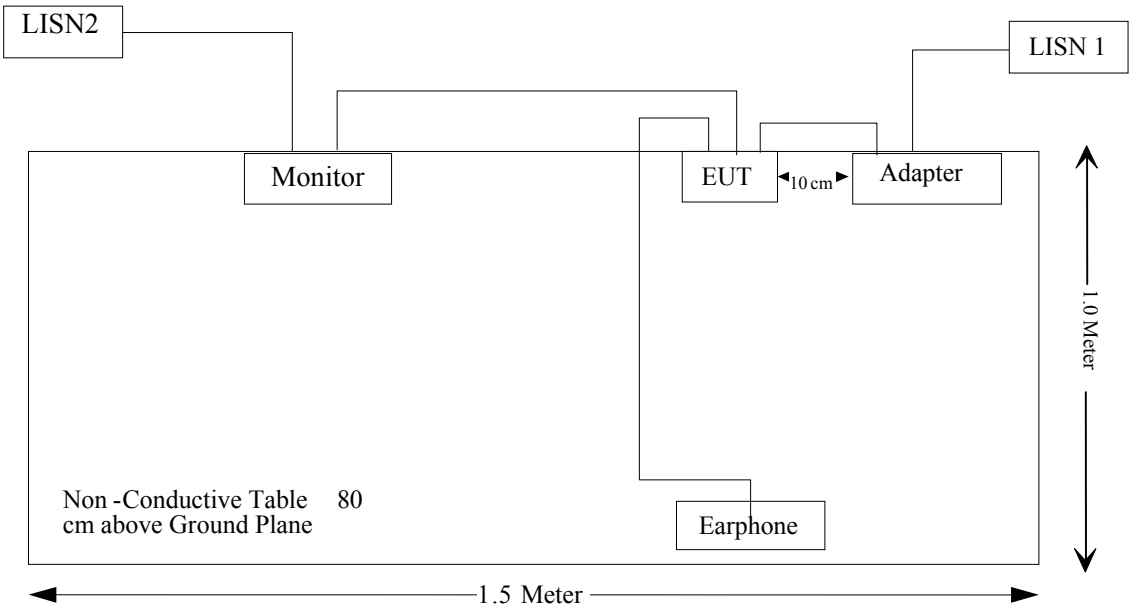 LISN2
LISN 1
Monitor
EUT
10 cm
Adapter
1.0 Meter
Non -Conductive Table 80
cm above Ground Plane
Earphone
1.5 Meter